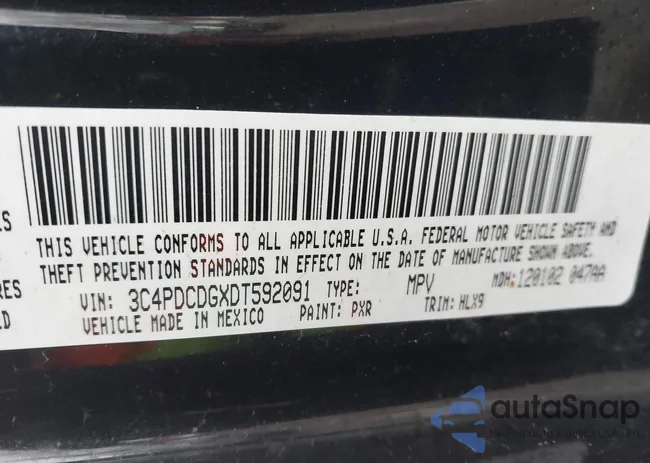 THIS VEHICLE CONFORMS TO ALL APPLICABLE U.S.A. FEDERAL MOTOR VEHICLE SAFETY AND
THEFT PREVENTION STANDARDS IN EFFECT ON THE DATE OF MANUFACTURE SHOWN ABOVE.
VIN: 3C4PDCDGXDT592091 TYPE: MPV MDH: 120102 047AA
VEHICLE MADE IN MEXICO PAINT: PXR TRIM: HLX9
autoSnap